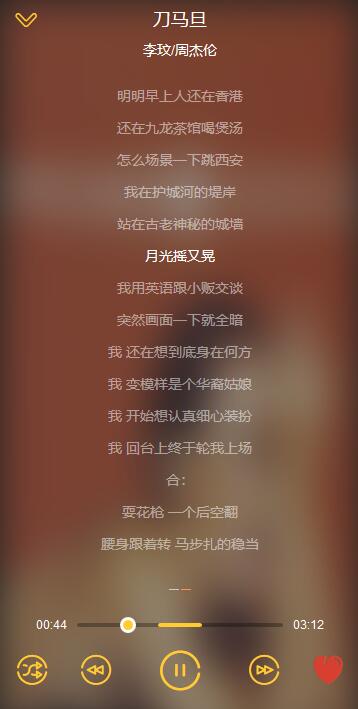 刀马旦
李玟/周杰伦
明明早上人还在香港
还在九龙茶馆喝煲汤
怎么场景一下跳西安
我在护城河的堤岸
站在古老神秘的城墙
月光摇又晃
我用英语跟小贩交谈
突然画面一下就全暗
我 还在想到底身在何方
我 变模样是个华裔姑娘
我 开始想认真细心装扮
我 回台上终于轮我上场
合：
耍花枪 一个后空翻
腰身跟着转 马步扎的稳当
00:44 03:12